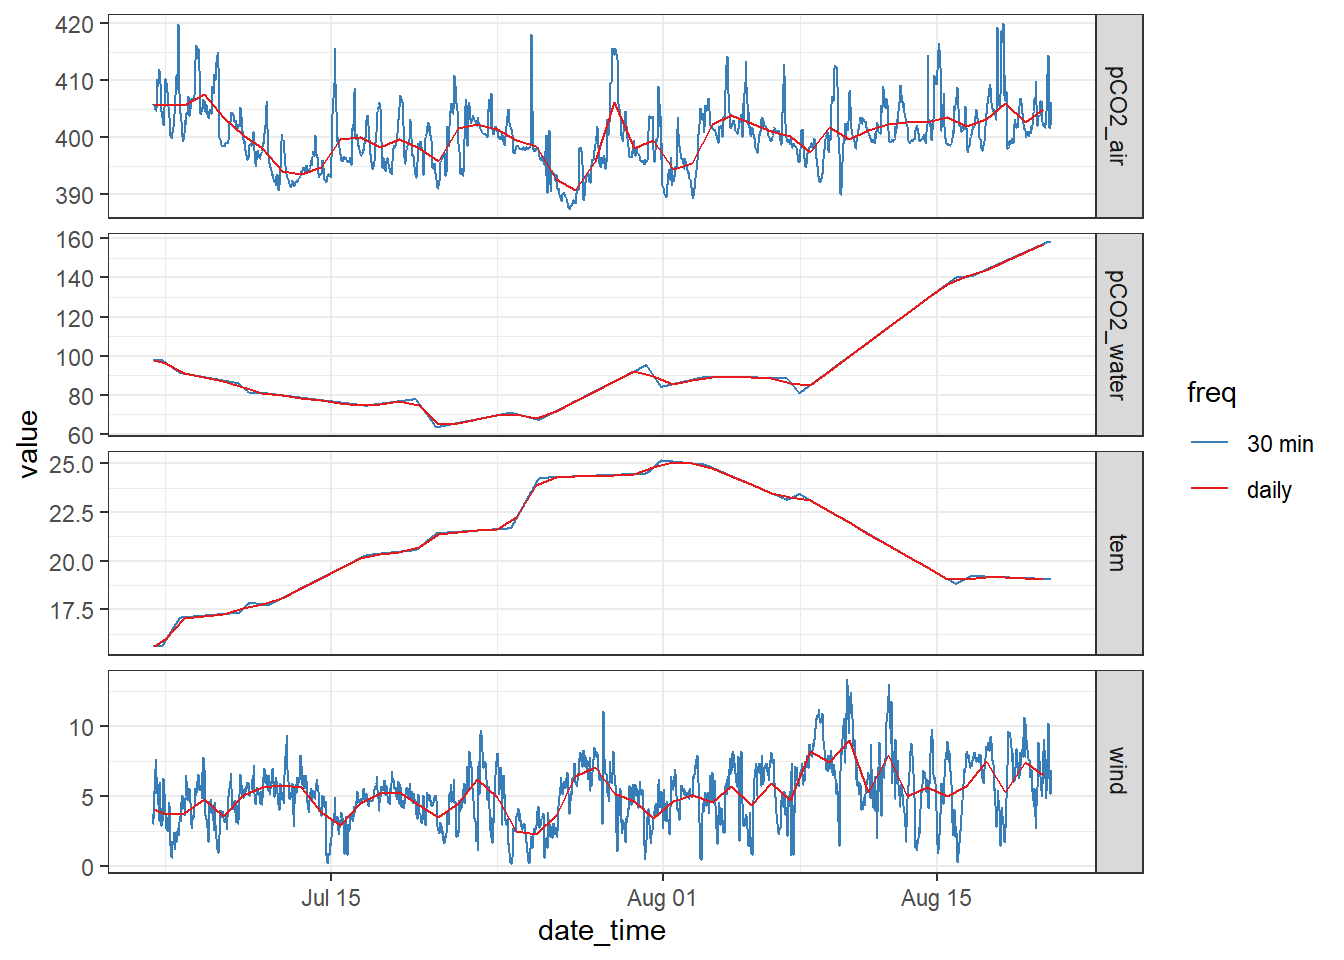 420
410
400
390
pCO2_air
160
140
120
100
80
60
pCO2_water
25.0
22.5
20.0
17.5
tem
10
5
0
wind
Jul 15
Aug 01
Aug 15
date_time
value
freq
30 min
daily